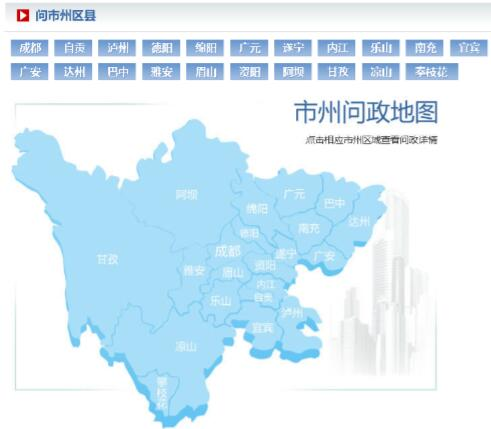 问市州区县
成都 自贡 泸州 德阳 绵阳 广元 遂宁 内江 乐山 南充 宜宾
广安 达州 巴中 雅安 眉山 资阳 阿坝 甘孜 凉山 攀枝花
市州问政地图
点击相应市州区域查看问政详情
阿坝
广元
巴中
绵阳
达州
南充
德阳
成都
遂宁
广安
甘孜
资阳
雅安
眉山
内江
自贡
乐山
泸州
宜宾
凉山
攀枝花